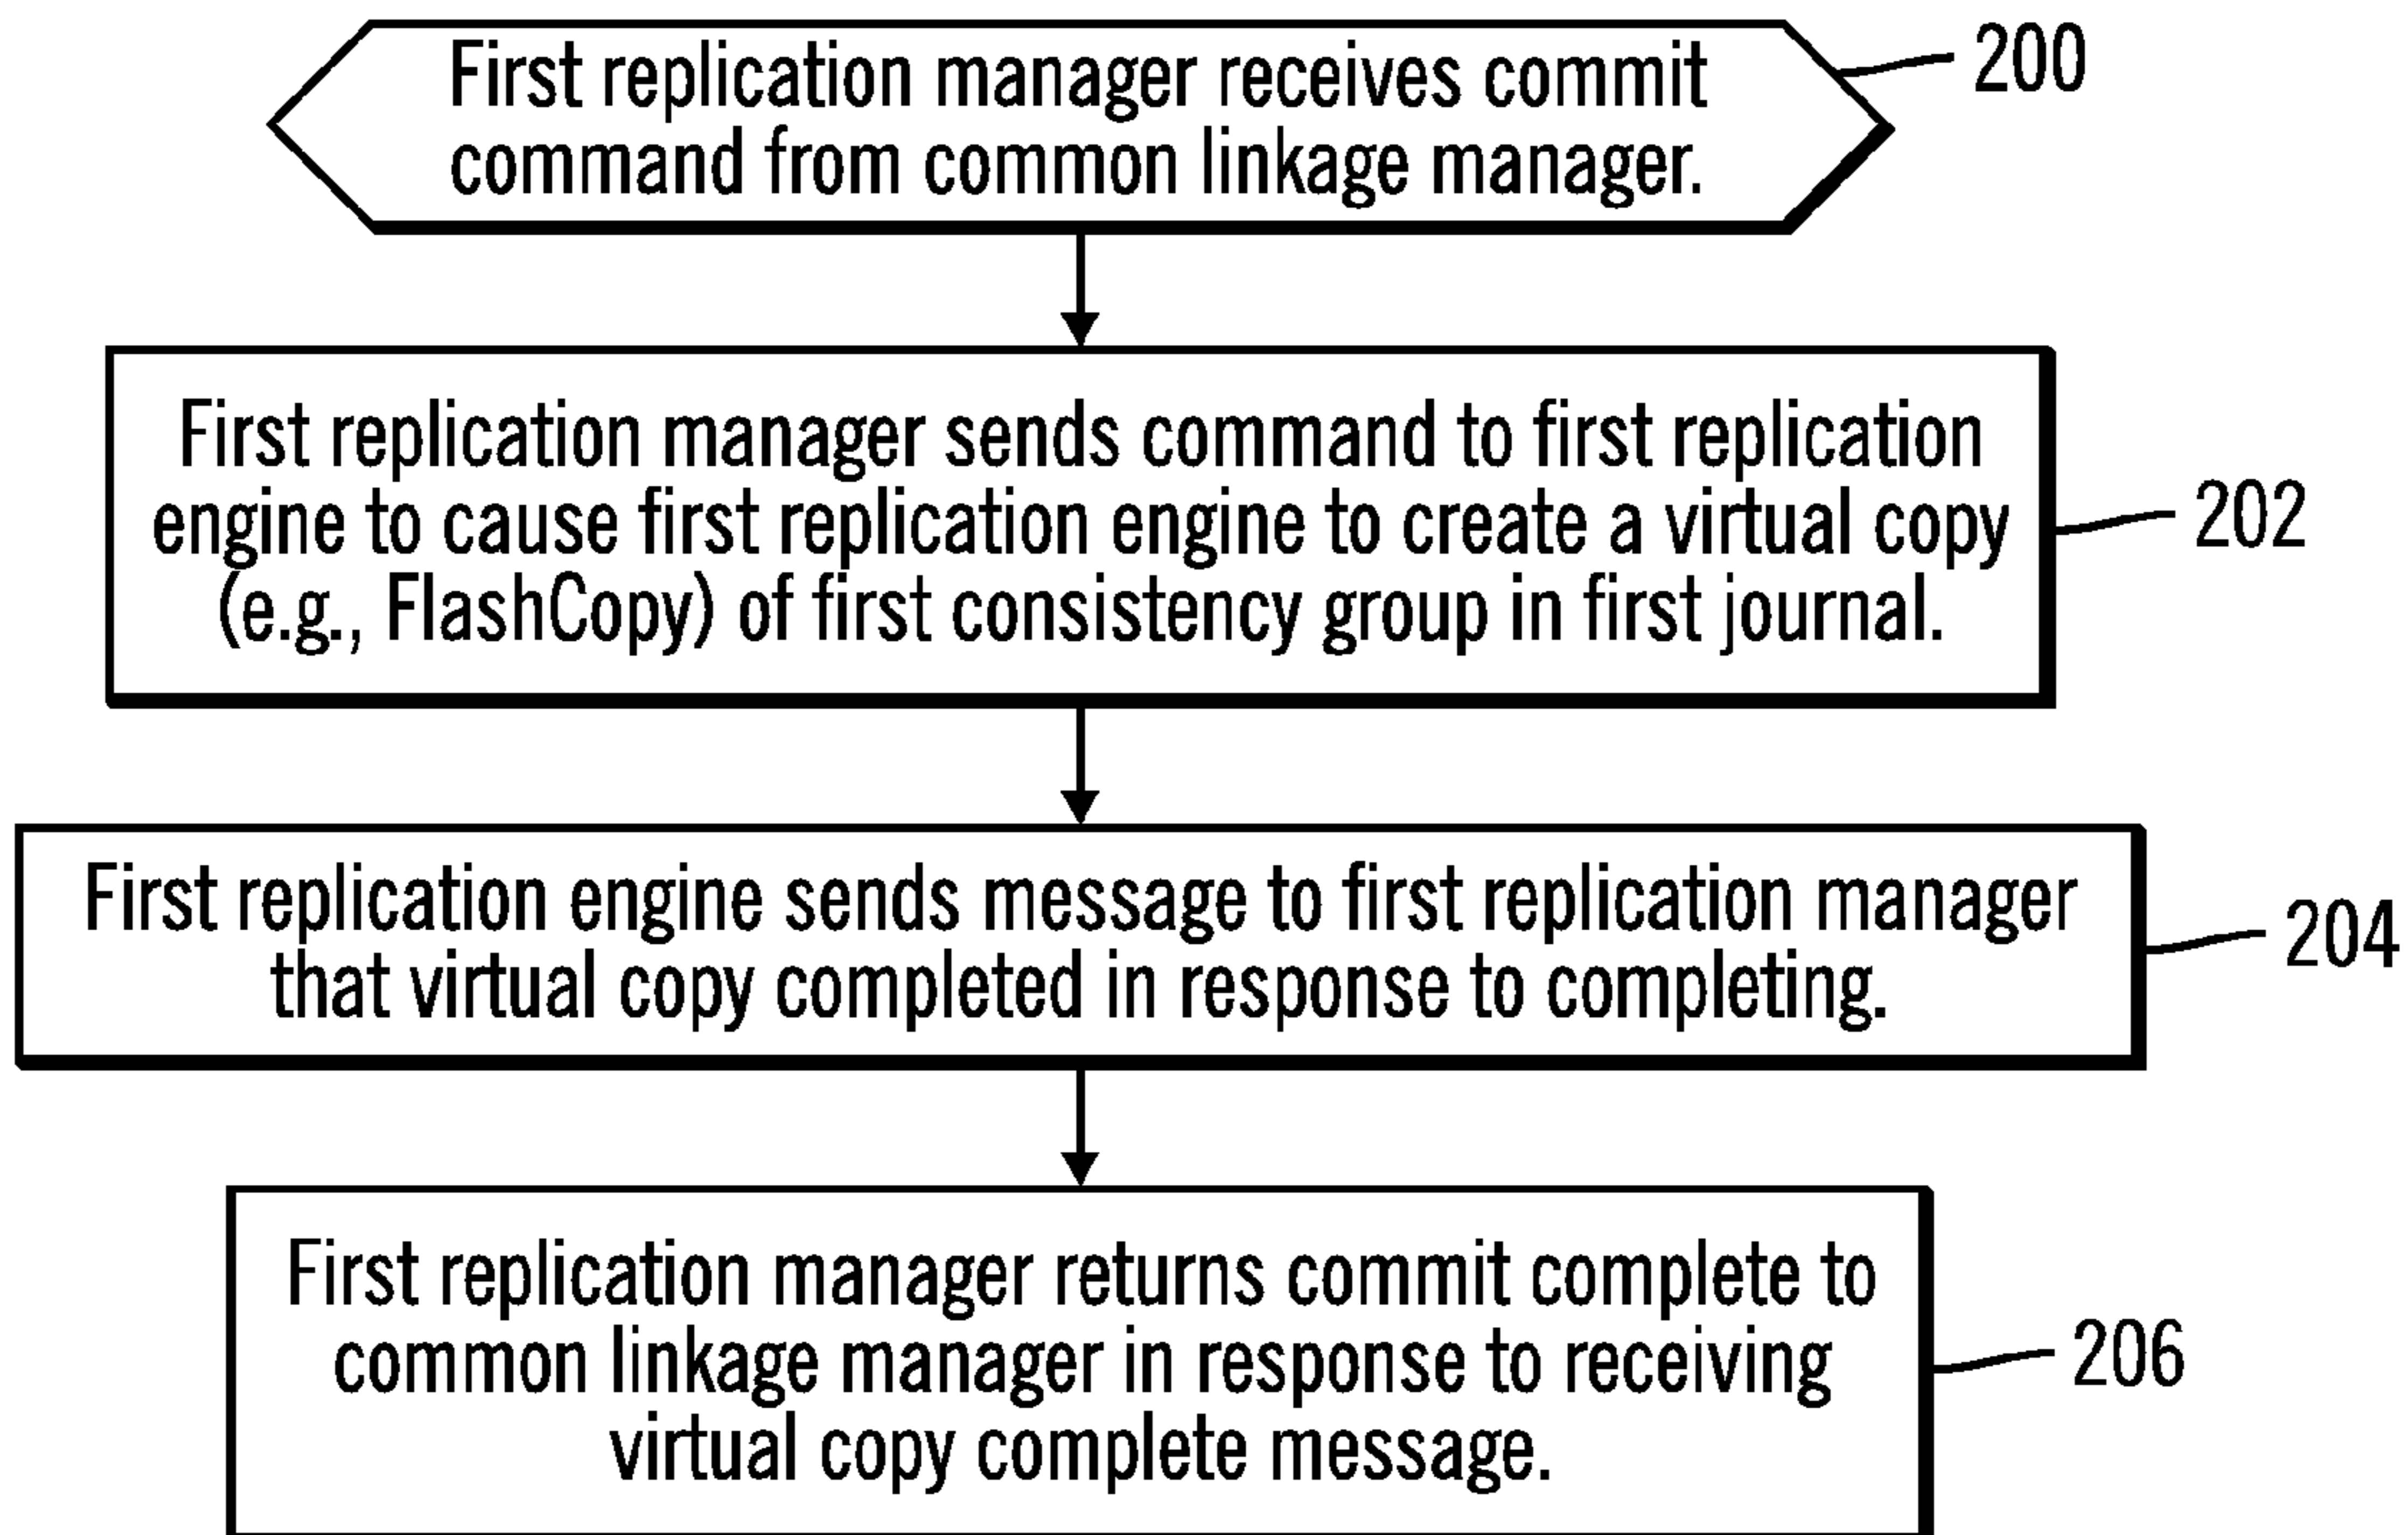 First replication manager receives commit
command from common linkage manager.
200
First replication manager sends command to first replication
engine to cause first replication engine to create a virtual copy
(e.g., FlashCopy) of first consistency group in first journal.
202
First replication engine sends message to first replication manager
that virtual copy completed in response to completing.
204
First replication manager returns commit complete to
common linkage manager in response to receiving
virtual copy complete message.
206